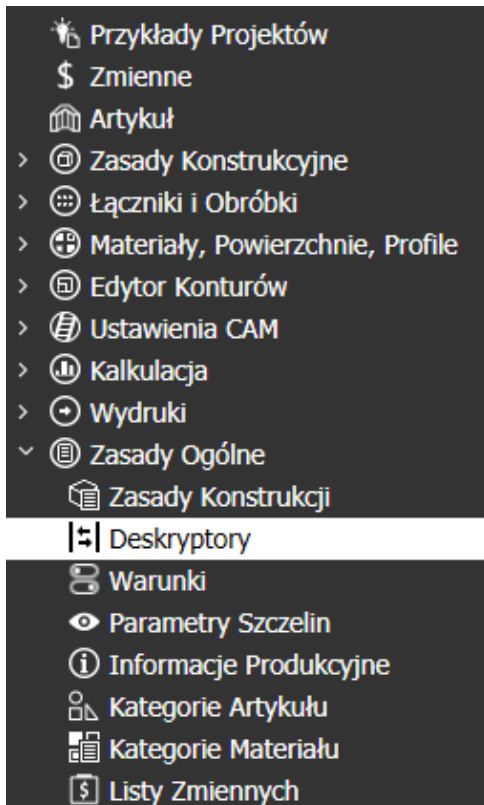 Przykłady Projektów
$ Zmienne
Artykuł
Zasady Konstrukcyjne
Łączniki i Obróbki
Materiały, Powierzchnie, Profile
Edytor Konturów
Ustawienia CAM
Kalkulacja
Wydruki
Zasady Ogólne
Zasady Konstrukcji
Deskryptory
Warunki
Parametry Szczelin
Informacje Produkcyjne
Kategorie Artykułu
Kategorie Materiału
Listy Zmiennych